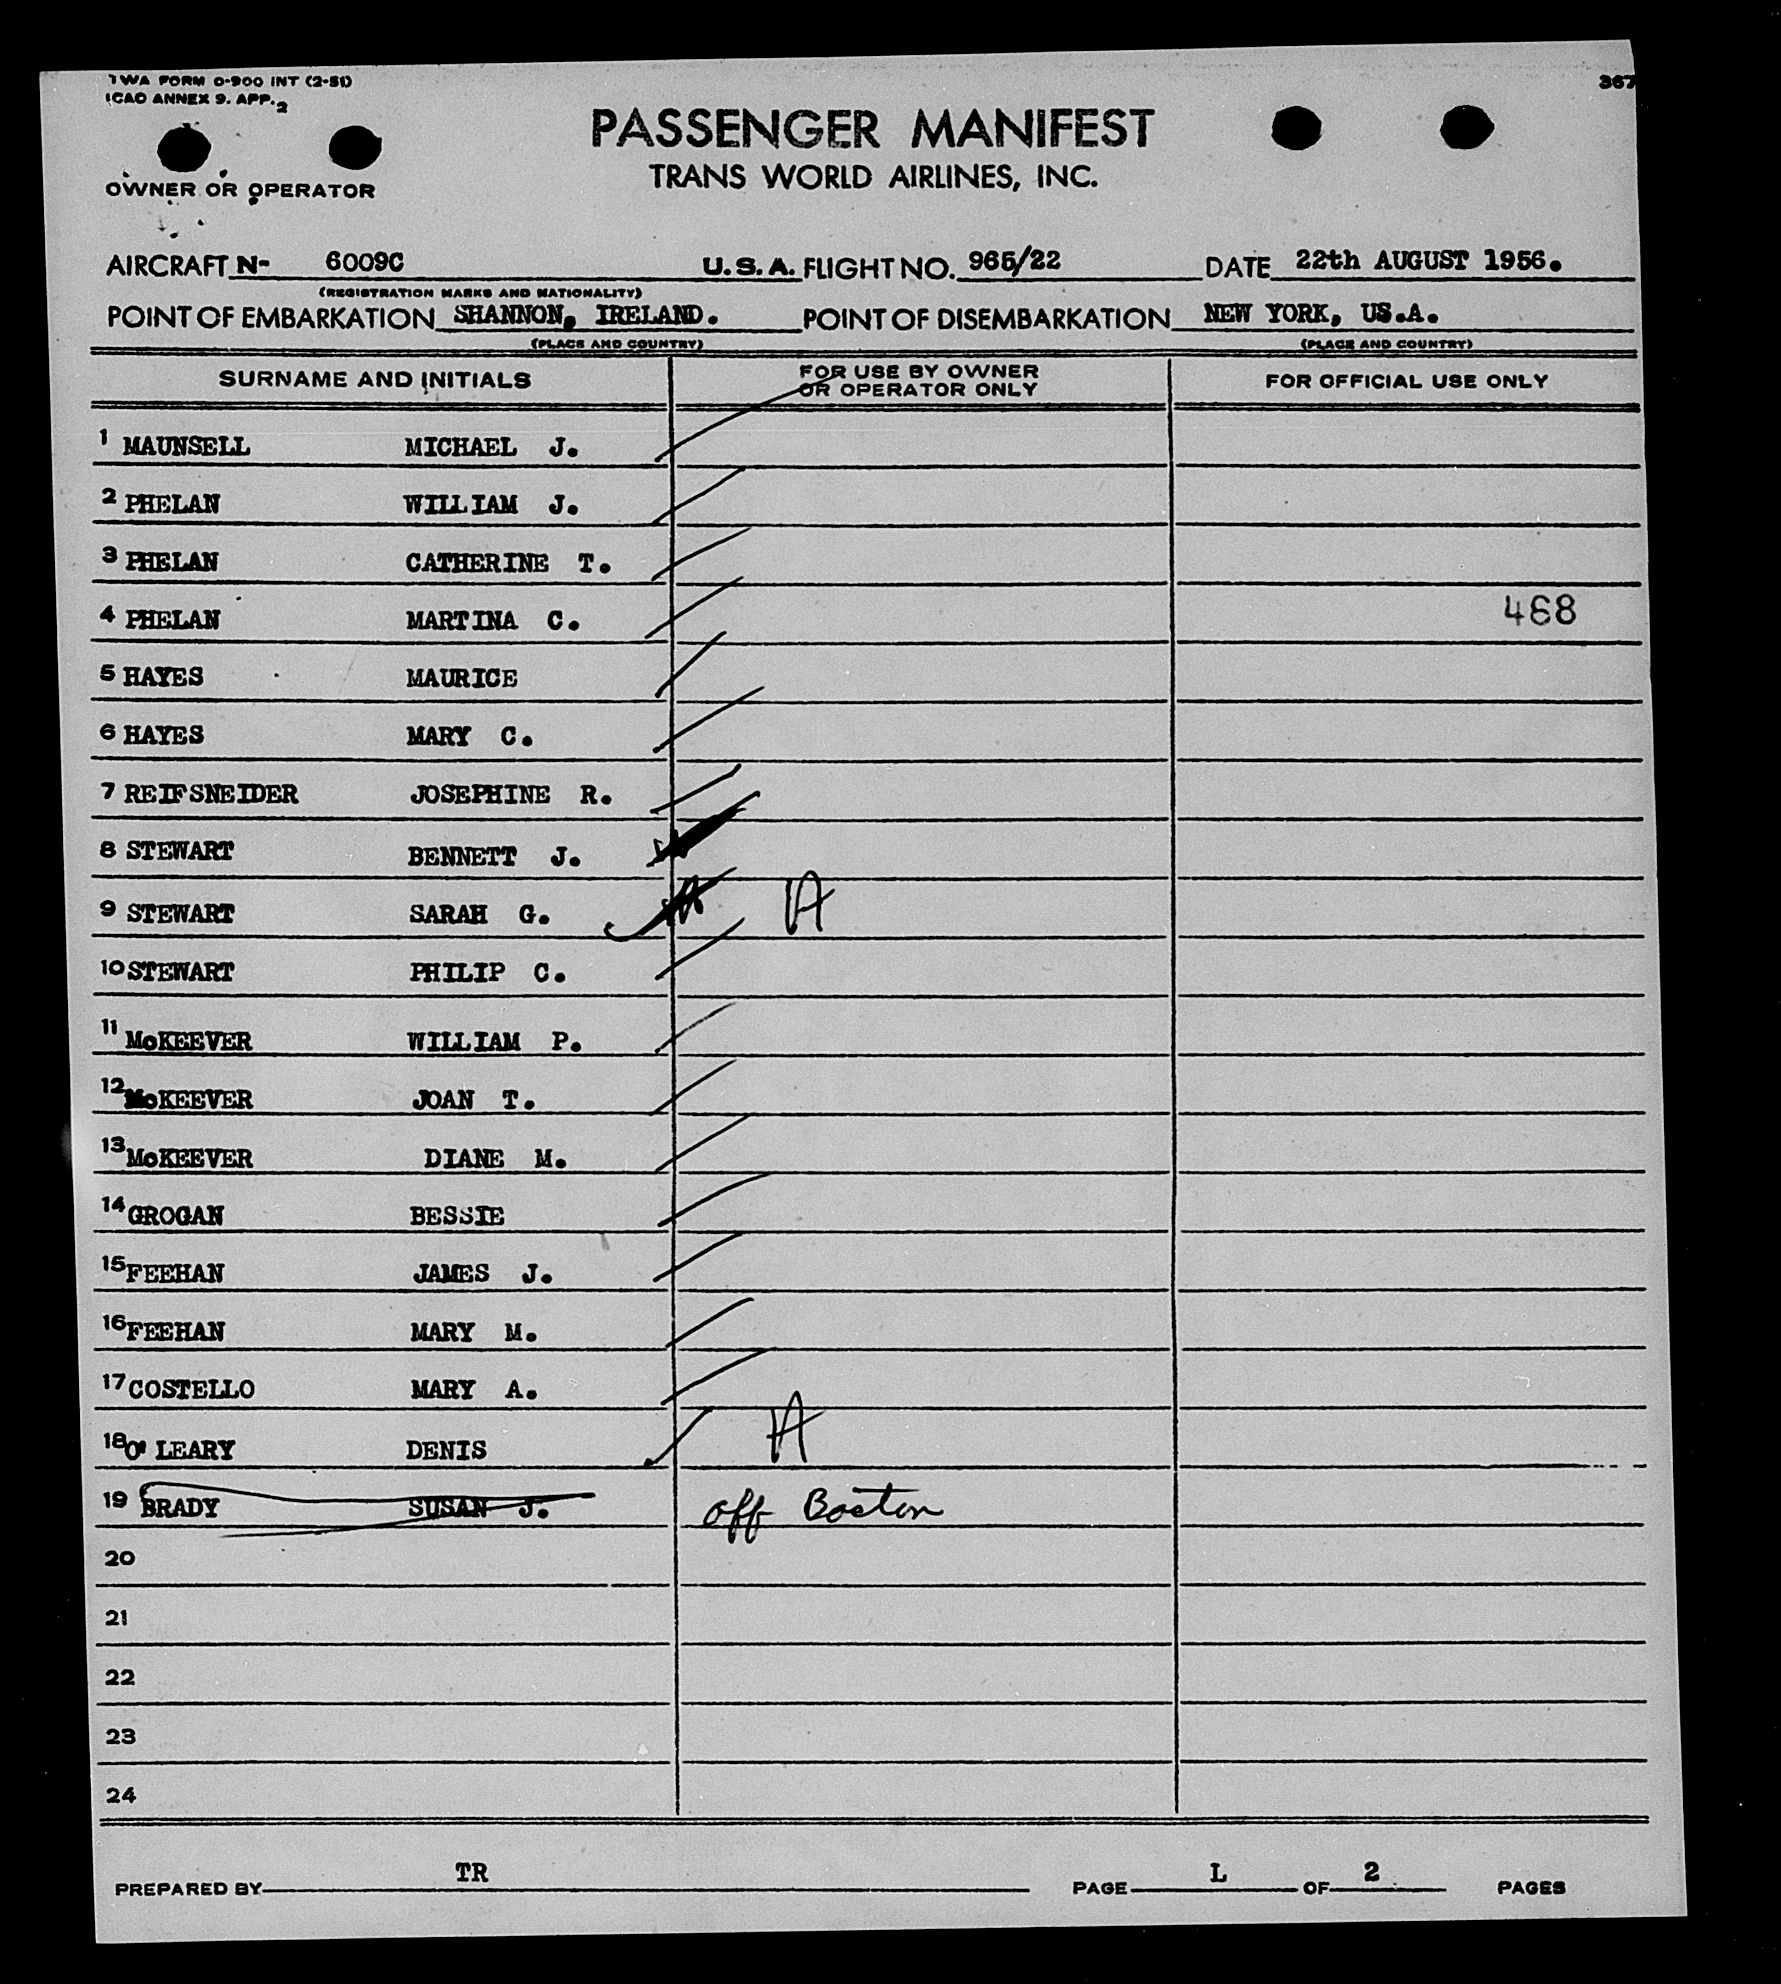 TWA FORM 0-900 INT (2-51)
ICAO ANNEX 9. APP. 2
367
PASSENGER MANIFEST
TRANS WORLD AIRLINES, INC.
OWNER OR OPERATOR
AIRCRAFT N- 6009C U.S.A. FLIGHT NO. 965/22 DATE 22th AUGUST 1956.
(REGISTRATION MARKS AND NATIONALITY)
POINT OF EMBARKATION SHANNON, IRELAND. POINT OF DISEMBARKATION NEW YORK, US.A.
(PLACE AND COUNTRY) (PLACE AND COUNTRY)
SURNAME AND INITIALS FOR USE BY OWNER OR OPERATOR ONLY FOR OFFICIAL USE ONLY
1 MAUNSELL MICHAEL J.
2 PHELAN WILLIAM J.
3 PHELAN CATHERINE T.
4 PHELAN MARTINA C. 468
5 HAYES MAURICE
6 HAYES MARY C.
7 REIFSNEIDER JOSEPHINE R.
8 STEWART BENNETT J.
9 STEWART SARAH G. A
10 STEWART PHILIP C.
11 McKEEVER WILLIAM P.
12 McKEEVER JOAN T.
13 McKEEVER DIANE M.
14 GROGAN BESSIE
15 FEEHAN JAMES J.
16 FEEHAN MARY M.
17 COSTELLO MARY A.
18 O' LEARY DENIS A
19 BRADY SUSAN J. off Boston
20
21
22
23
24
PREPARED BY TR PAGE L OF 2 PAGES